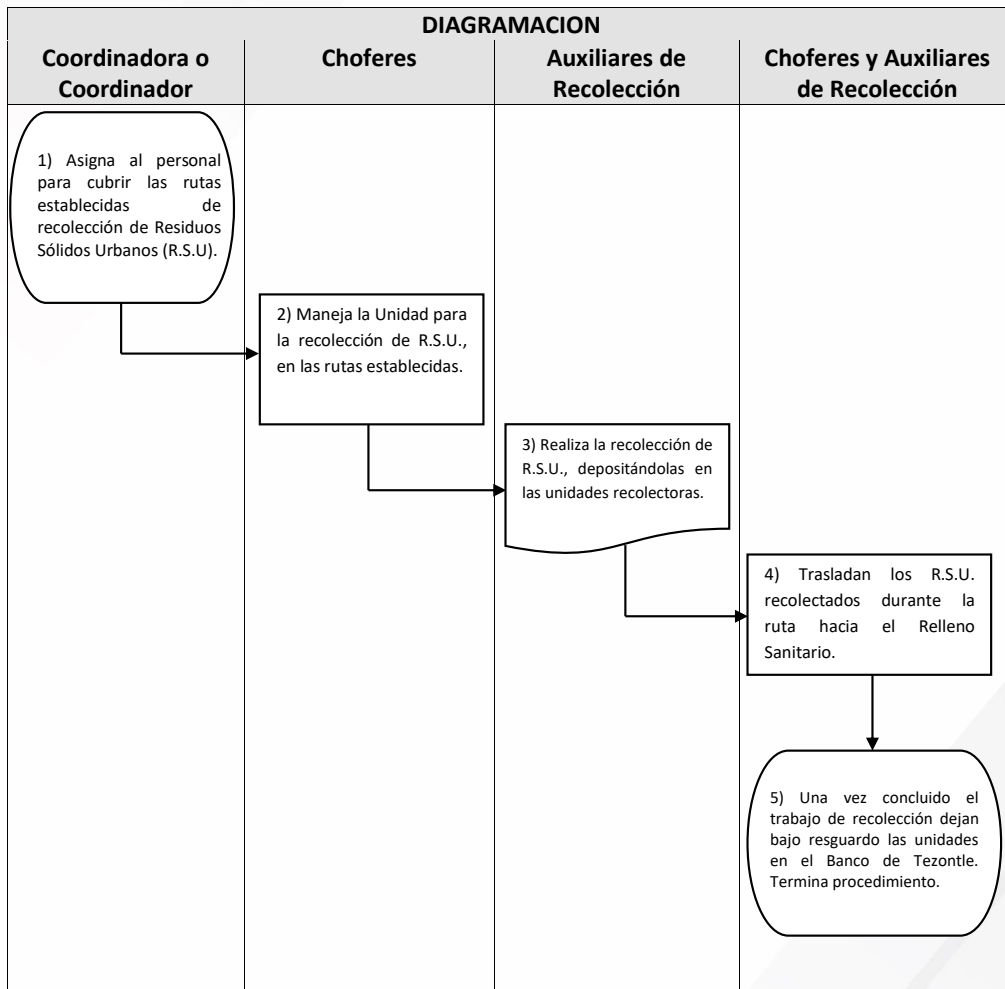 DIAGRAMACION
Coordinadora o
Coordinador
Choferes
Auxiliares de
Recolección
Choferes y Auxiliares
de Recolección
1) Asigna al personal
para cubrir las rutas
establecidas de
recolección de Residuos
Sólidos Urbanos (R.S.U).
2) Maneja la Unidad para
la recolección de R.S.U.,
en las rutas establecidas.
3) Realiza la recolección de
R.S.U., depositándolas en
las unidades recolectoras.
4) Trasladan los R.S.U.
recolectados durante la
ruta hacia el Relleno
Sanitario.
5) Una vez concluido el
trabajo de recolección dejan
bajo resguardo las unidades
en el Banco de Tezontle.
Termina procedimiento.